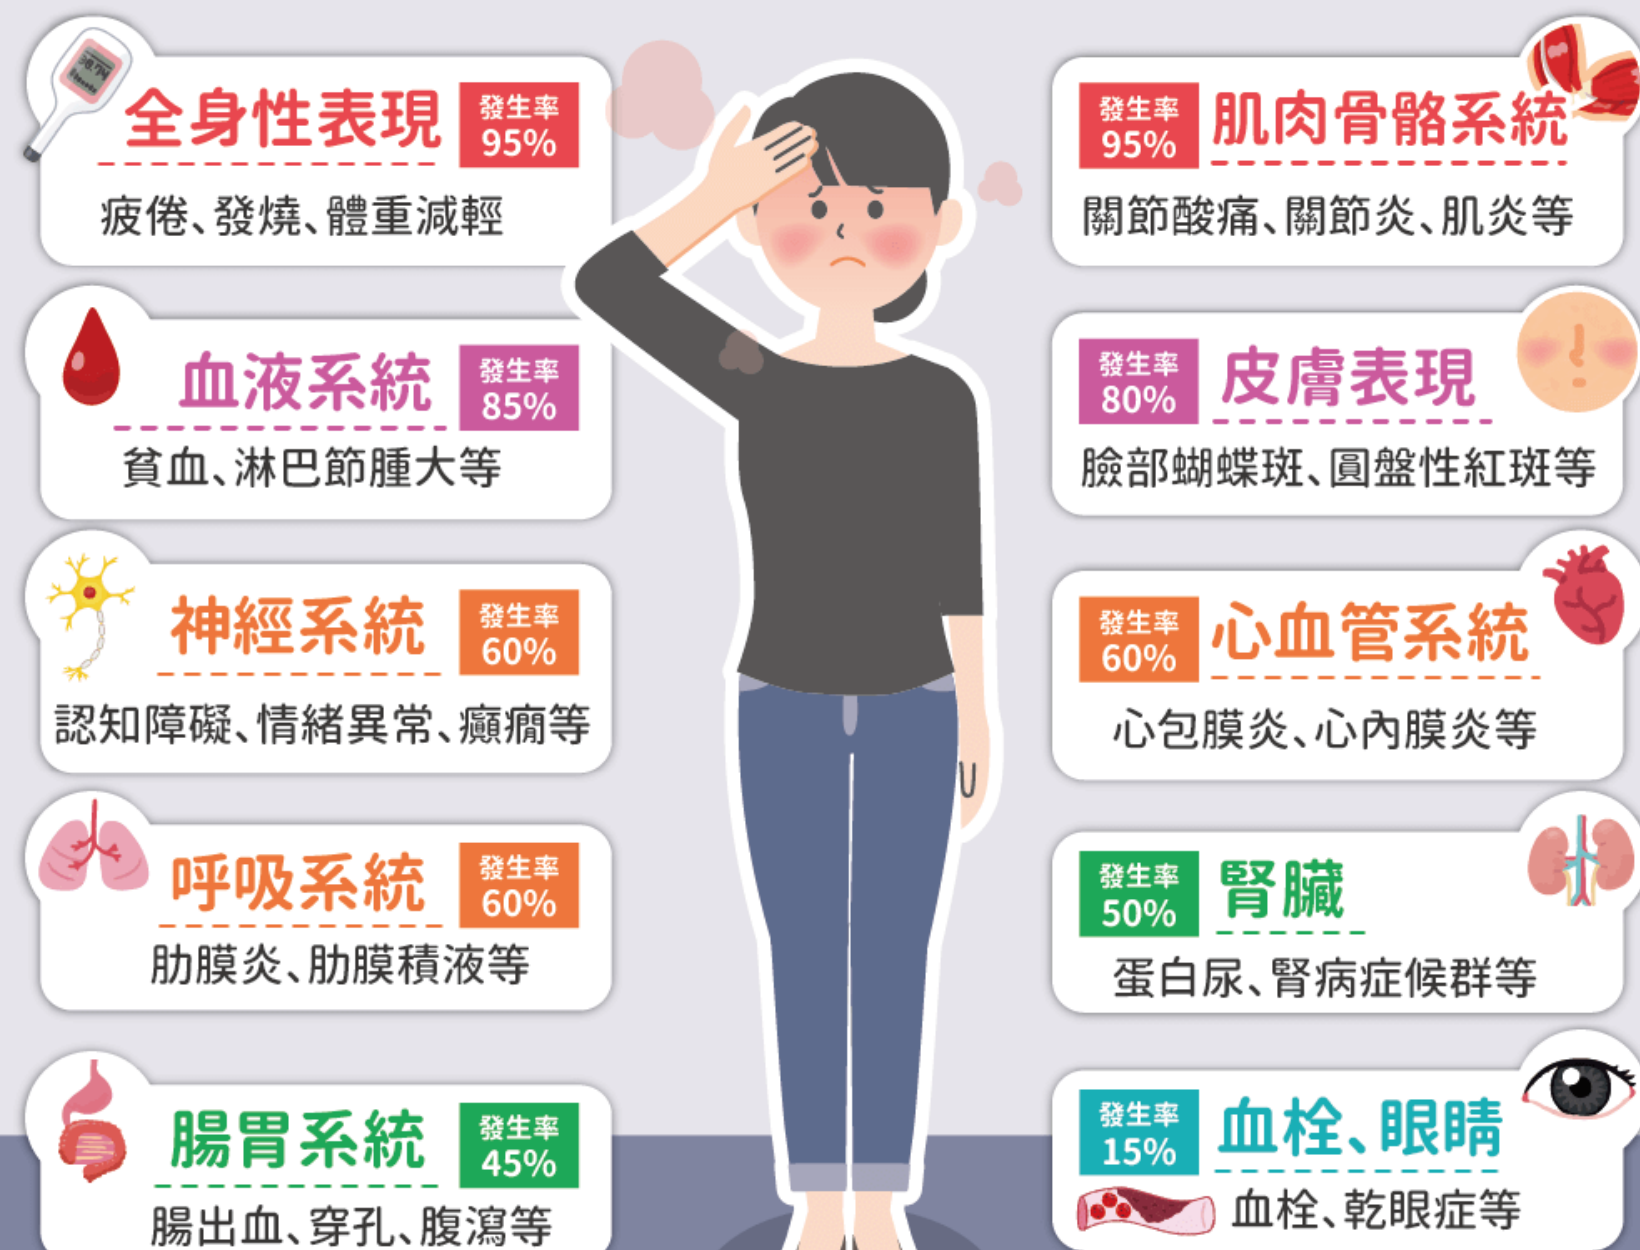 全身性表現
發生率
95%
疲倦、發燒、體重減輕
血液系統
發生率
85%
貧血、淋巴節腫大等
神經系統
發生率
60%
認知障礙、情緒異常、癲癇等
呼吸系統
發生率
60%
肋膜炎、肋膜積液等
腸胃系統
發生率
45%
腸出血、穿孔、腹瀉等
發生率
95%
肌肉骨骼系統
關節酸痛、關節炎、肌炎等
發生率
80%
皮膚表現
臉部蝴蝶斑、圓盤性紅斑等
發生率
60%
心血管系統
心包膜炎、心內膜炎等
發生率
50%
腎臟
蛋白尿、腎病症候群等
發生率
15%
血栓、眼睛
血栓、乾眼症等